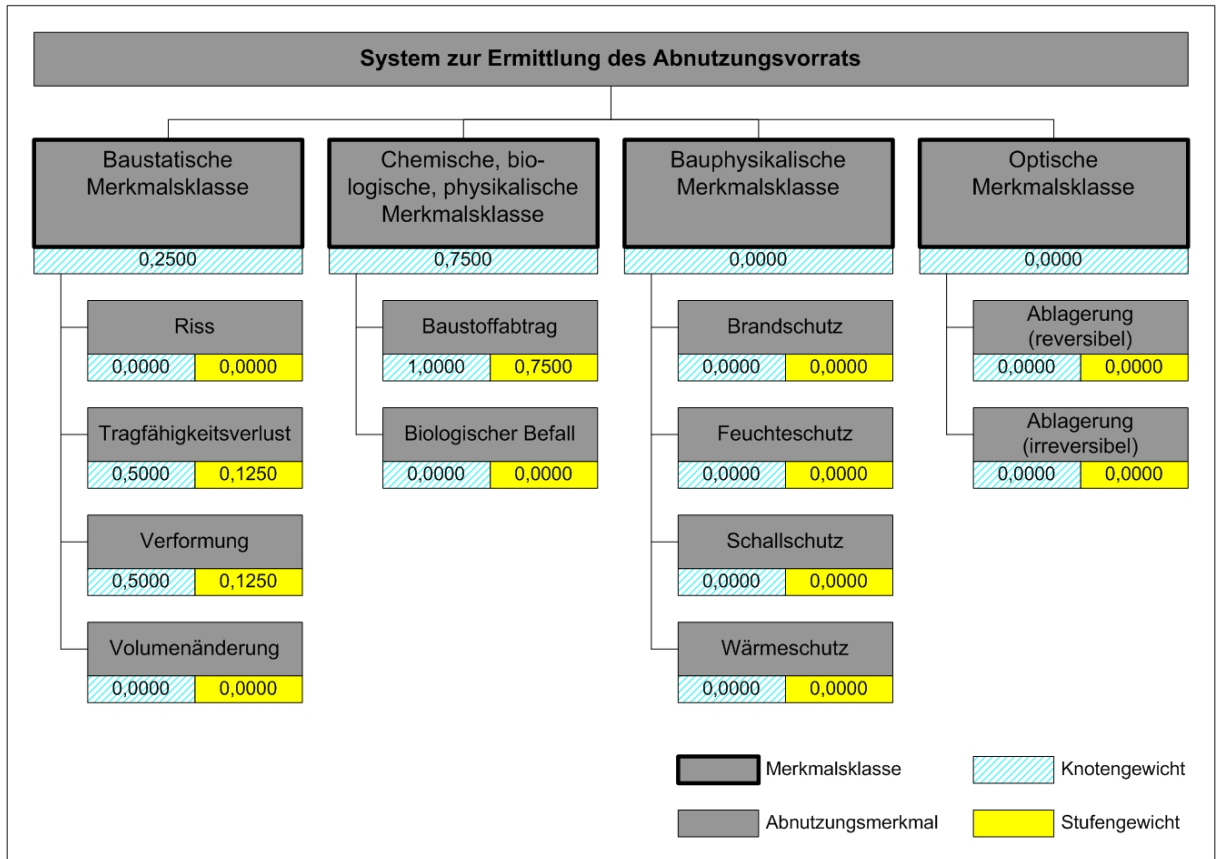 System zur Ermittlung des Abnutzungsvorrats
Baustatische
Merkmalsklasse
0,2500
Riss
0,0000 0,0000
Tragfähigkeitsverlust
0,5000 0,1250
Verformung
0,5000 0,1250
Volumenänderung
0,0000 0,0000
Chemische, bio-
logische, physikalische
Merkmalsklasse
0,7500
Baustoffabtrag
1,0000 0,7500
Biologischer Befall
0,0000 0,0000
Bauphysikalische
Merkmalsklasse
0,0000
Brandschutz
0,0000 0,0000
Feuchteschutz
0,0000 0,0000
Schallschutz
0,0000 0,0000
Wärmeschutz
0,0000 0,0000
Optische
Merkmalsklasse
0,0000
Ablagerung
(reversibel)
0,0000 0,0000
Ablagerung
(irreversibel)
0,0000 0,0000
Merkmalsklasse
Knotengewicht
Abnutzungsmerkmal
Stufengewicht